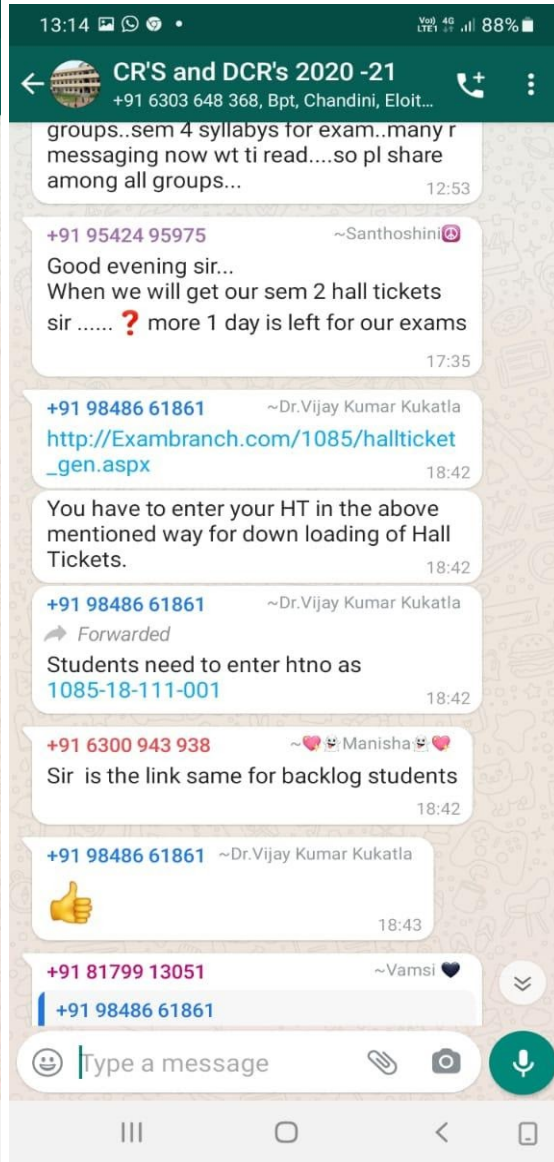 13:14 Vo) 4G LTE1 88%
CR'S and DCR's 2020 -21
+91 6303 648 368, Bpt, Chandini, Eloit...
groups..sem 4 syllabys for exam..many r
messaging now wt ti read....so pl share
among all groups...
12:53
+91 95424 95975 ~Santhoshini☮
Good evening sir...
When we will get our sem 2 hall tickets
sir ...... ❓ more 1 day is left for our exams
17:35
+91 98486 61861 ~Dr.Vijay Kumar Kukatla
http://Exambranch.com/1085/hallticket
_gen.aspx
18:42
You have to enter your HT in the above
mentioned way for down loading of Hall
Tickets.
18:42
+91 98486 61861 ~Dr.Vijay Kumar Kukatla
Forwarded
Students need to enter htno as
1085-18-111-001
18:42
+91 6300 943 938 ~💘👻Manisha👻💘
Sir is the link same for backlog students
18:42
+91 98486 61861 ~Dr.Vijay Kumar Kukatla
👍
18:43
+91 81799 13051 ~Vamsi 🖤
+91 98486 61861
Type a message